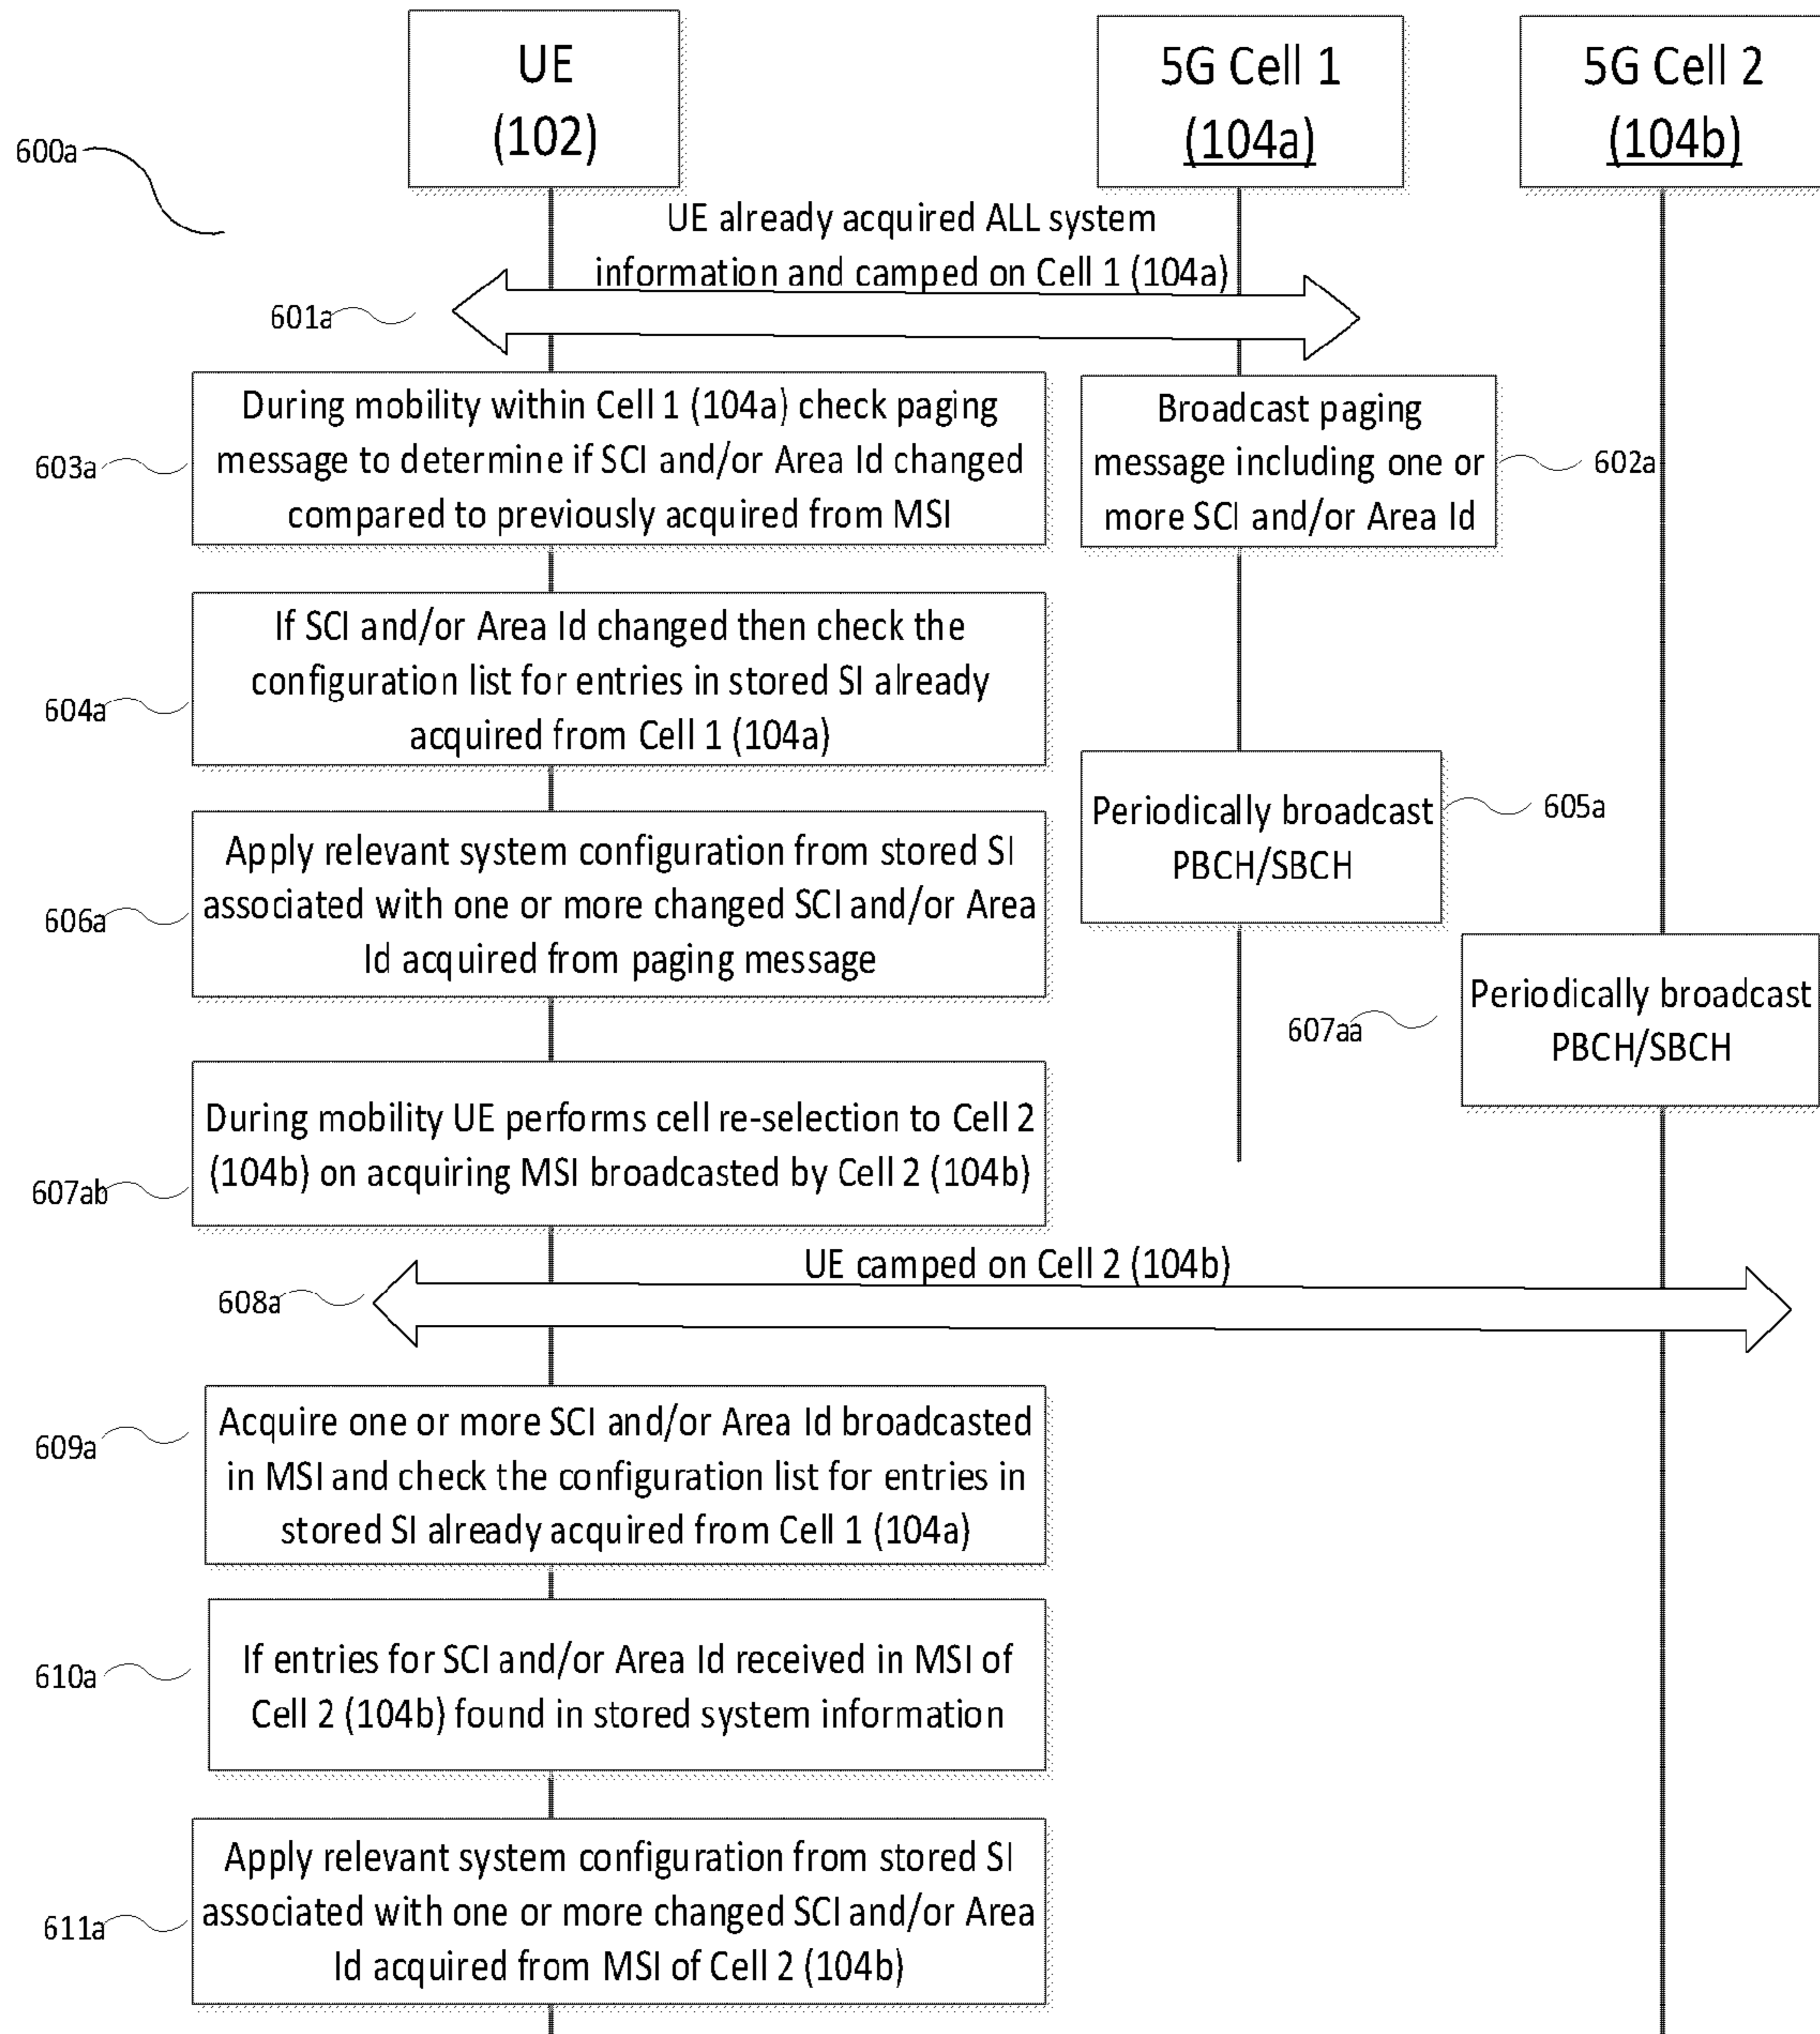 UE
(102)
5G Cell 1
(104a)
5G Cell 2
(104b)
600a
UE already acquired ALL system
information and camped on Cell 1 (104a)
601a
During mobility within Cell 1 (104a) check paging
message to determine if SCI and/or Area Id changed
compared to previously acquired from MSI
603a
Broadcast paging
message including one or
more SCI and/or Area Id
602a
If SCI and/or Area Id changed then check the
configuration list for entries in stored SI already
acquired from Cell 1 (104a)
604a
Periodically broadcast
PBCH/SBCH
605a
Apply relevant system configuration from stored SI
associated with one or more changed SCI and/or Area
Id acquired from paging message
606a
Periodically broadcast
PBCH/SBCH
607aa
During mobility UE performs cell re-selection to Cell 2
(104b) on acquiring MSI broadcasted by Cell 2 (104b)
607ab
UE camped on Cell 2 (104b)
608a
Acquire one or more SCI and/or Area Id broadcasted
in MSI and check the configuration list for entries in
stored SI already acquired from Cell 1 (104a)
609a
If entries for SCI and/or Area Id received in MSI of
Cell 2 (104b) found in stored system information
610a
Apply relevant system configuration from stored SI
associated with one or more changed SCI and/or Area
Id acquired from MSI of Cell 2 (104b)
611a